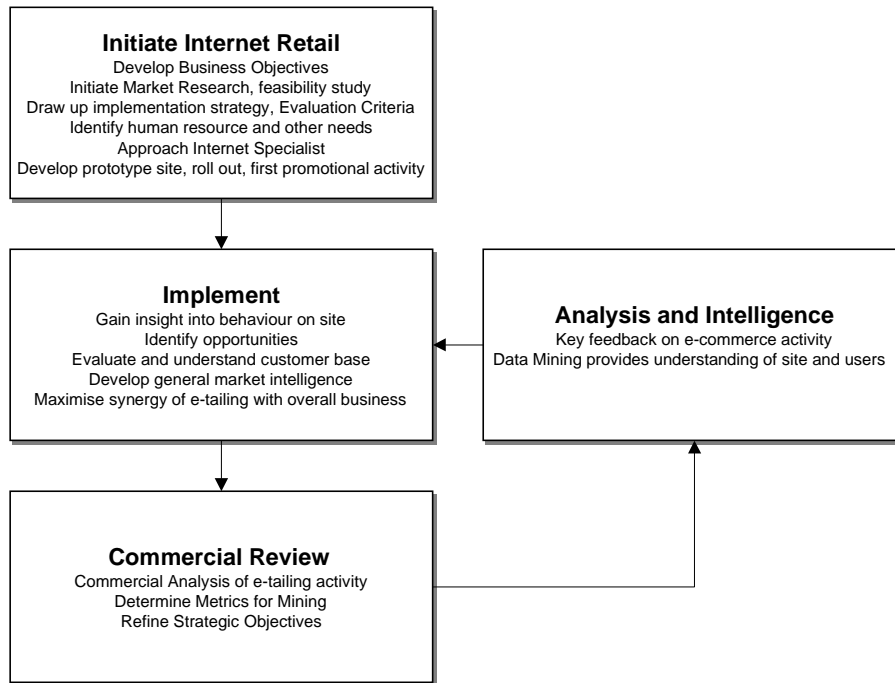 Initiate Internet Retail
Develop Business Objectives
Initiate Market Research, feasibility study
Draw up implementation strategy, Evaluation Criteria
Identify human resource and other needs
Approach Internet Specialist
Develop prototype site, roll out, first promotional activity
Implement
Gain insight into behaviour on site
Identify opportunities
Evaluate and understand customer base
Develop general market intelligence
Maximise synergy of e-tailing with overall business
Analysis and Intelligence
Key feedback on e-commerce activity
Data Mining provides understanding of site and users
Commercial Review
Commercial Analysis of e-tailing activity
Determine Metrics for Mining
Refine Strategic Objectives